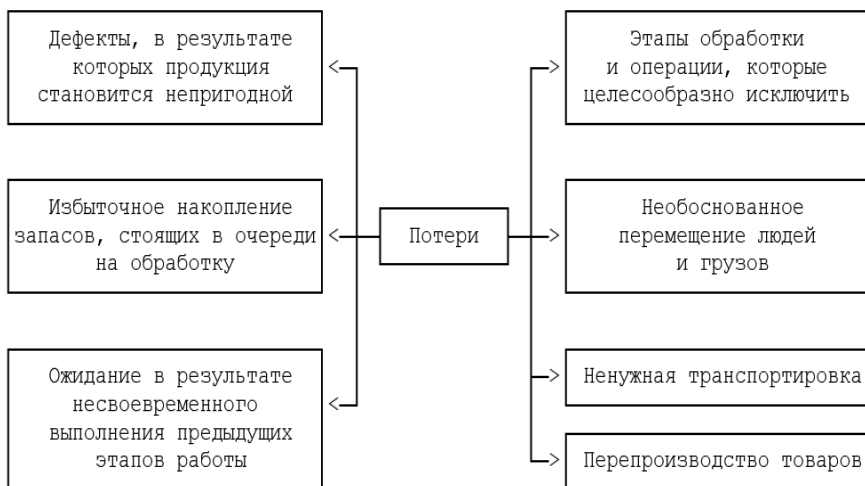 Дефекты, в результате
которых продукция
становится непригодной
Избыточное накопление
запасов, стоящих в очереди
на обработку
Ожидание в результате
несвоевременного
выполнения предыдущих
этапов работы
Потери
Этапы обработки
и операции, которые
целесообразно исключить
Необоснованное
перемещение людей
и грузов
Ненужная транспортировка
Перепроизводство товаров